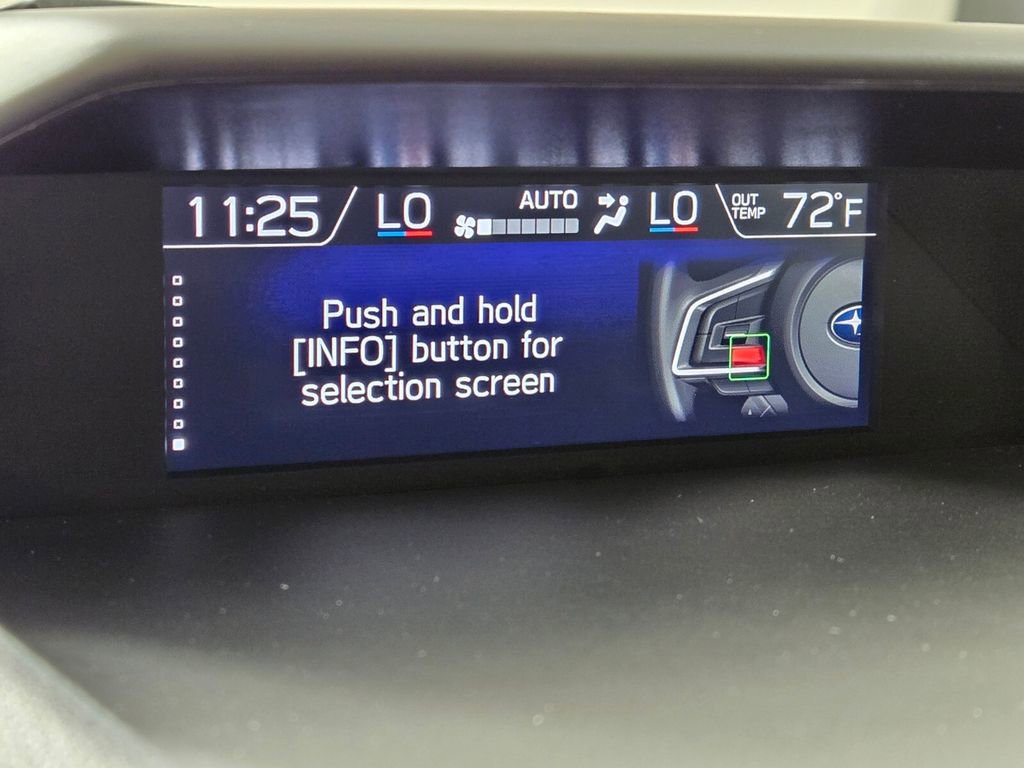 11:25 LO AUTO LO OUT TEMP 72°F
Push and hold
[INFO] button for
selection screen